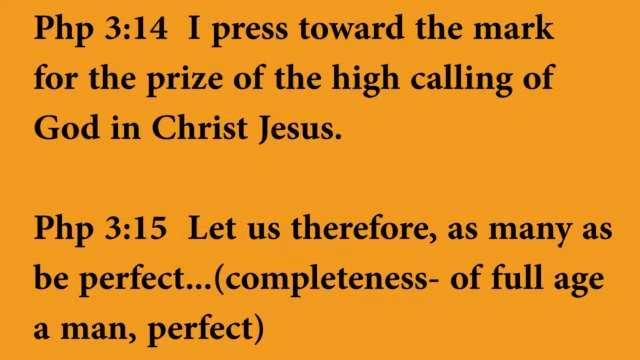 Php 3:14  I press toward the mark
for the prize of the high calling of
God in Christ Jesus.
Php 3:15  Let us therefore, as many as
be perfect...(completeness- of full age
a man, perfect)